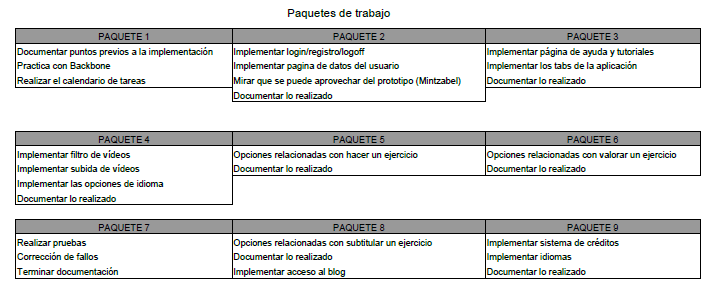 Paquetes de trabajo
PAQUETE 1
Documentar puntos previos a la implementación
Practica con Backbone
Realizar el calendario de tareas
PAQUETE 2
Implementar login/registro/logoff
Implementar pagina de datos del usuario
Mirar que se puede aprovechar del prototipo (Mintzabel)
Documentar lo realizado
PAQUETE 3
Implementar página de ayuda y tutoriales
Implementar los tabs de la aplicación
Documentar lo realizado
PAQUETE 4
Implementar filtro de vídeos
Implementar subida de vídeos
Implementar las opciones de idioma
Documentar lo realizado
PAQUETE 5
Opciones relacionadas con hacer un ejercicio
Documentar lo realizado
PAQUETE 6
Opciones relacionadas con valorar un ejercicio
Documentar lo realizado
PAQUETE 7
Realizar pruebas
Corrección de fallos
Terminar documentación
PAQUETE 8
Opciones relacionadas con subtitular un ejercicio
Documentar lo realizado
Implementar acceso al blog
PAQUETE 9
Implementar sistema de créditos
Implementar idiomas
Documentar lo realizado